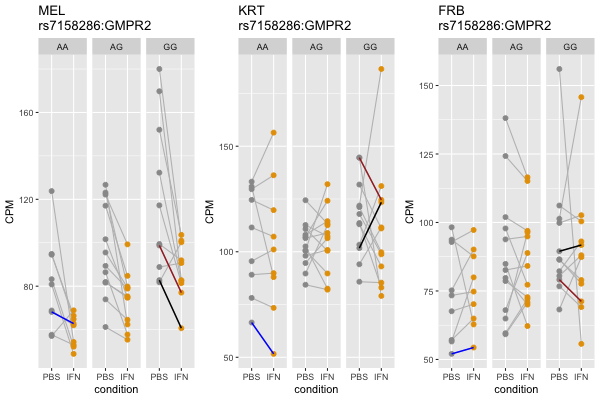 MEL
rs7158286:GMPR2
AA AG GG
CPM
160
120
80
PBS IFN PBS IFN PBS IFN
condition
KRT
rs7158286:GMPR2
AA AG GG
CPM
150
100
50
PBS IFN PBS IFN PBS IFN
condition
FRB
rs7158286:GMPR2
AA AG GG
CPM
150
125
100
75
50
PBS IFN PBS IFN PBS IFN
condition